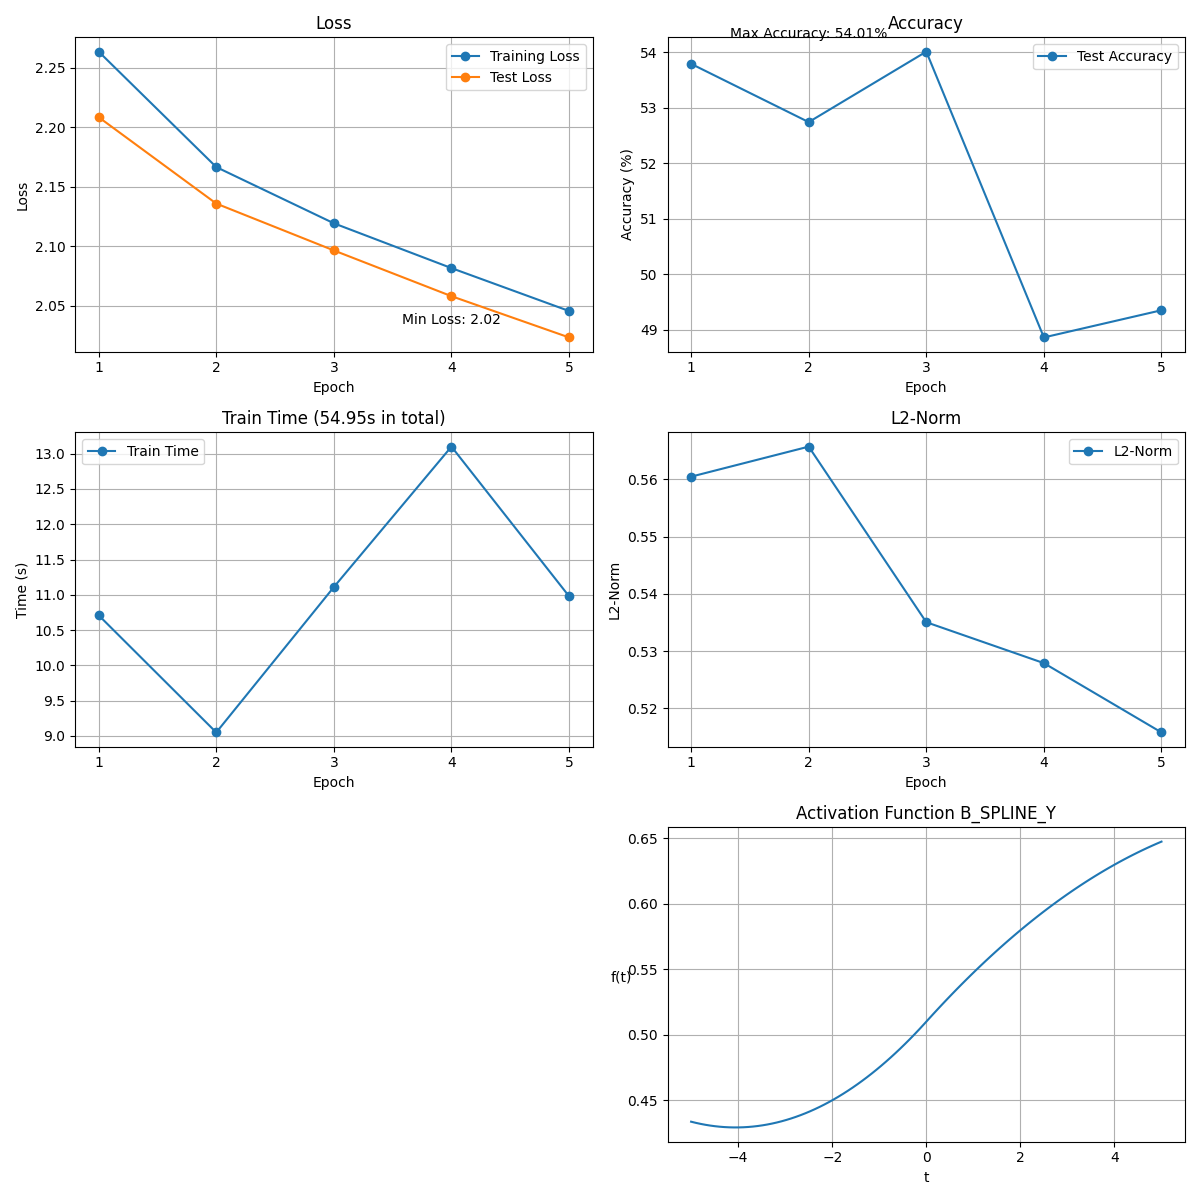 Loss
2.25
2.20
2.15
2.10
2.05
Loss
Training Loss
Test Loss
Min Loss: 2.02
1 2 3 4 5
Epoch
Accuracy
Max Accuracy: 54.01%
54
53
52
51
50
49
Accuracy (%)
Test Accuracy
1 2 3 4 5
Epoch
Train Time (54.95s in total)
13.0
12.5
12.0
11.5
11.0
10.5
10.0
9.5
9.0
Time (s)
Train Time
1 2 3 4 5
Epoch
L2-Norm
0.56
0.55
0.54
0.53
0.52
L2-Norm
L2-Norm
1 2 3 4 5
Epoch
Activation Function B_SPLINE_Y
0.65
0.60
0.55
0.50
0.45
f(t)
−4 −2 0 2 4
t